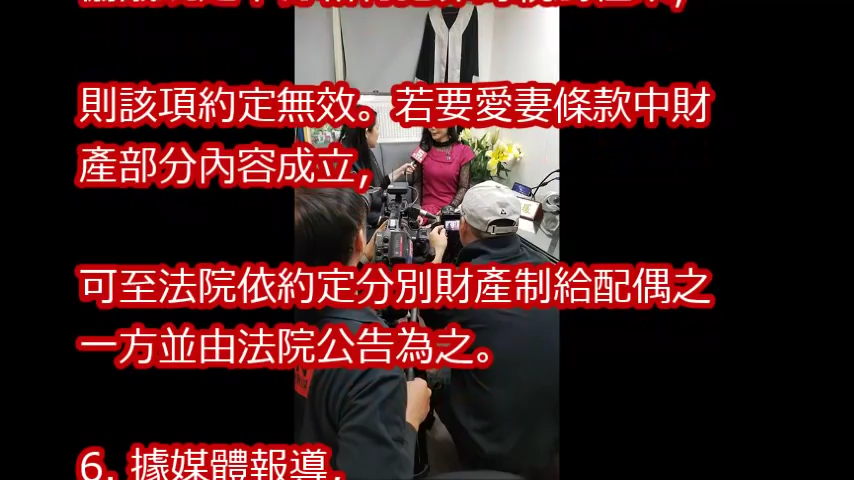 則該項約定無效。若要愛妻條款中財
產部分內容成立，
可至法院依約定分別財產制給配偶之
一方並由法院公告為之。
6. 據媒體報導，